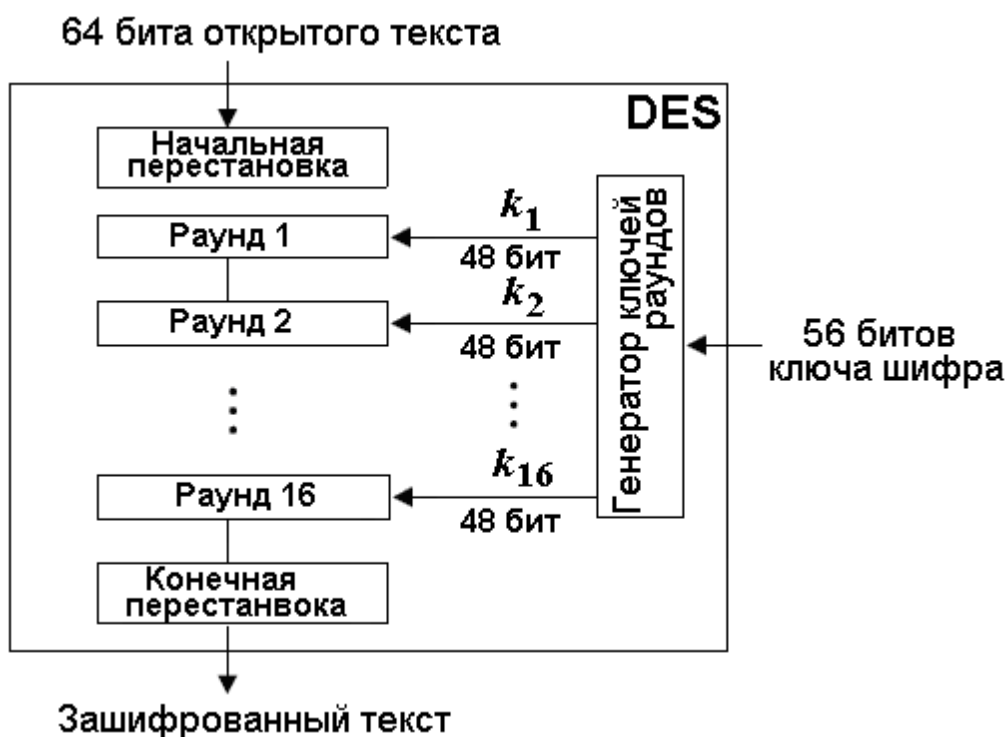 64 бита открытого текста
DES
Начальная
перестановка
Раунд 1
k1
48 бит
Раунд 2
k2
48 бит
Генератор ключей
раундов
56 битов
ключа шифра
Раунд 16
k16
48 бит
Конечная
перестанвока
Зашифрованный текст